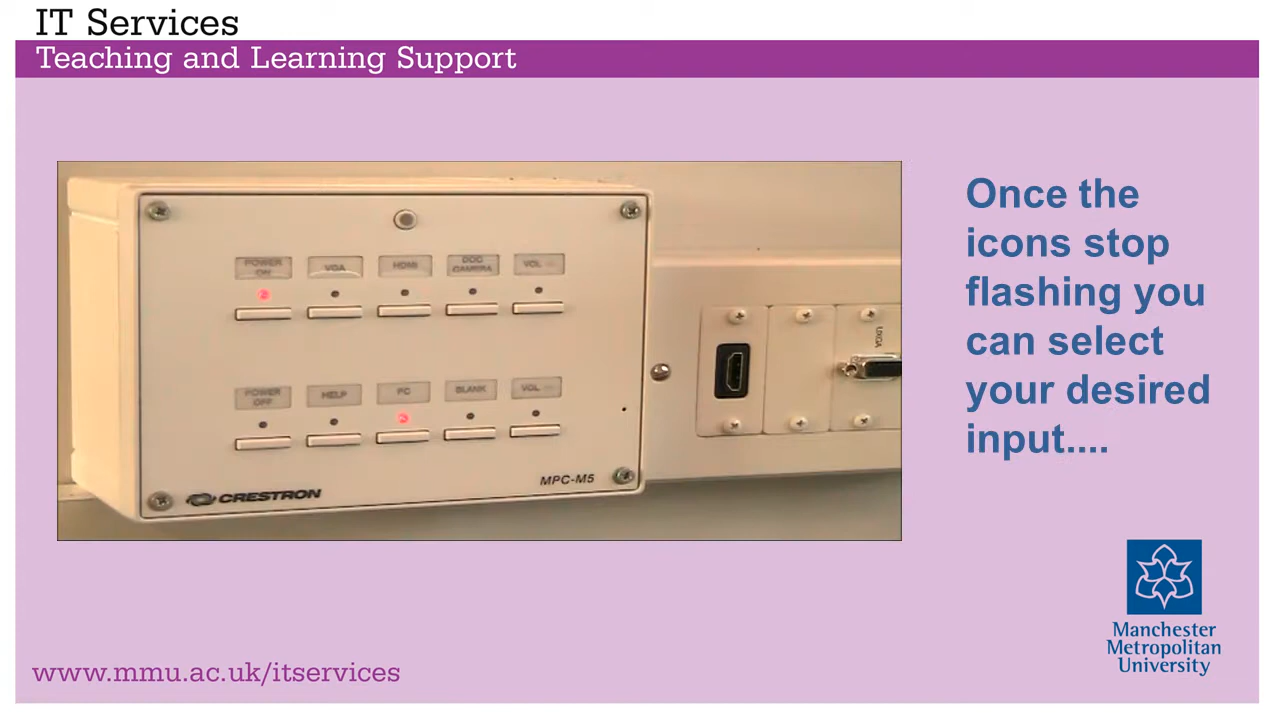 IT Services
Teaching and Learning Support
POWER ON
VGA
HDMI
DOC CAMERA
VOL
POWER OFF
HELP
PC
BLANK
VOL
CRESTRON
MPC-M5
Once the
icons stop
flashing you
can select
your desired
input....
Manchester
Metropolitan
University
www.mmu.ac.uk/itservices